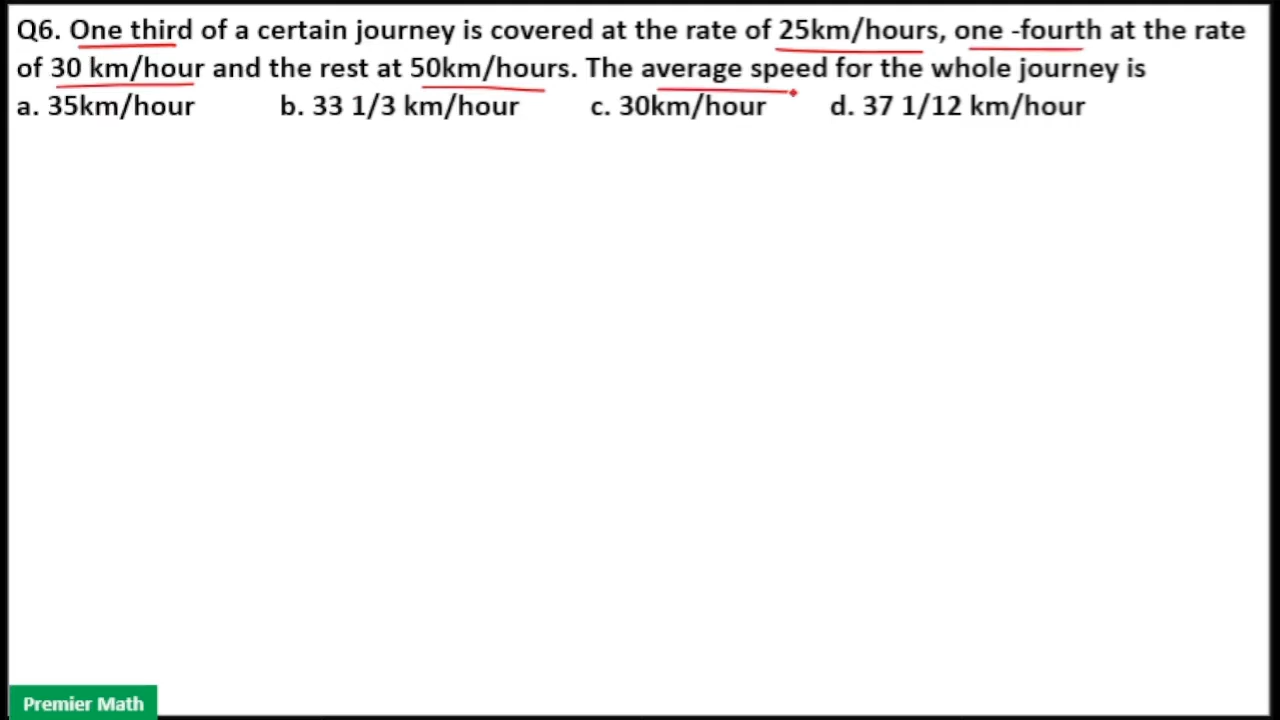 Q6. One third of a certain journey is covered at the rate of 25km/hours, one -fourth at the rate
of 30 km/hour and the rest at 50km/hours. The average speed for the whole journey is
a. 35km/hour b. 33 1/3 km/hour c. 30km/hour d. 37 1/12 km/hour
Premier Math